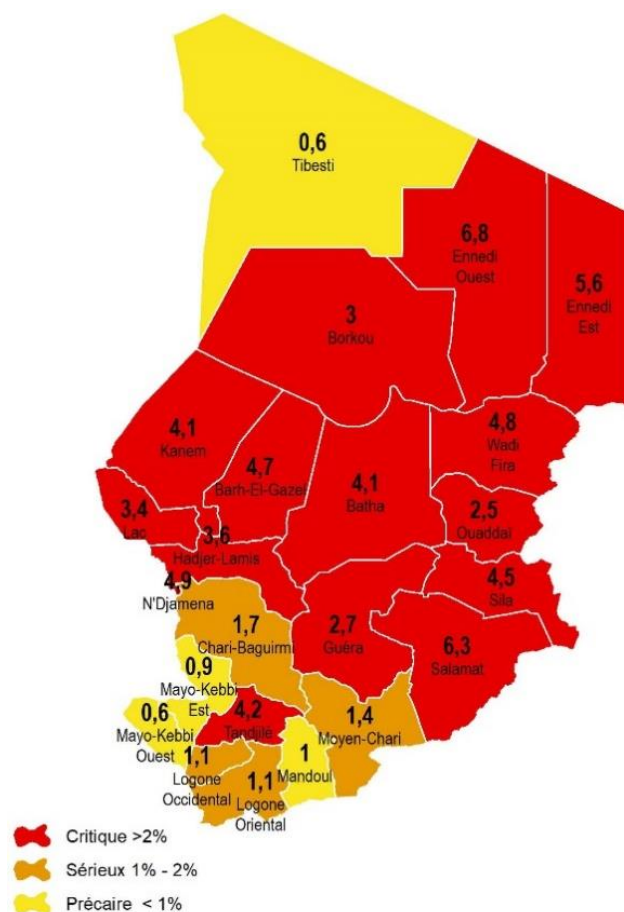 0,6
Tibesti
6,8
Ennedi
Ouest
5,6
Ennedi
Est
3
Borkou
4,1
Kanem
4,7
Barh-El-Gazel
4,1
Batha
4,8
Wadi
Fira
3,4
Lac
3,6
Hadjer-Lamis
2,5
Ouaddaï
4,9
N'Djamena
4,5
Sila
1,7
Chari-Baguirmi
2,7
Guéra
6,3
Salamat
0,9
Mayo-Kebbi
Est
0,6
Mayo-Kebbi
Ouest
4,2
Tandjilé
1,4
Moyen-Chari
1,1
Logone
Occidental
1,1
Logone
Oriental
1
Mandoul
Critique >2%
Sérieux 1% - 2%
Précaire < 1%